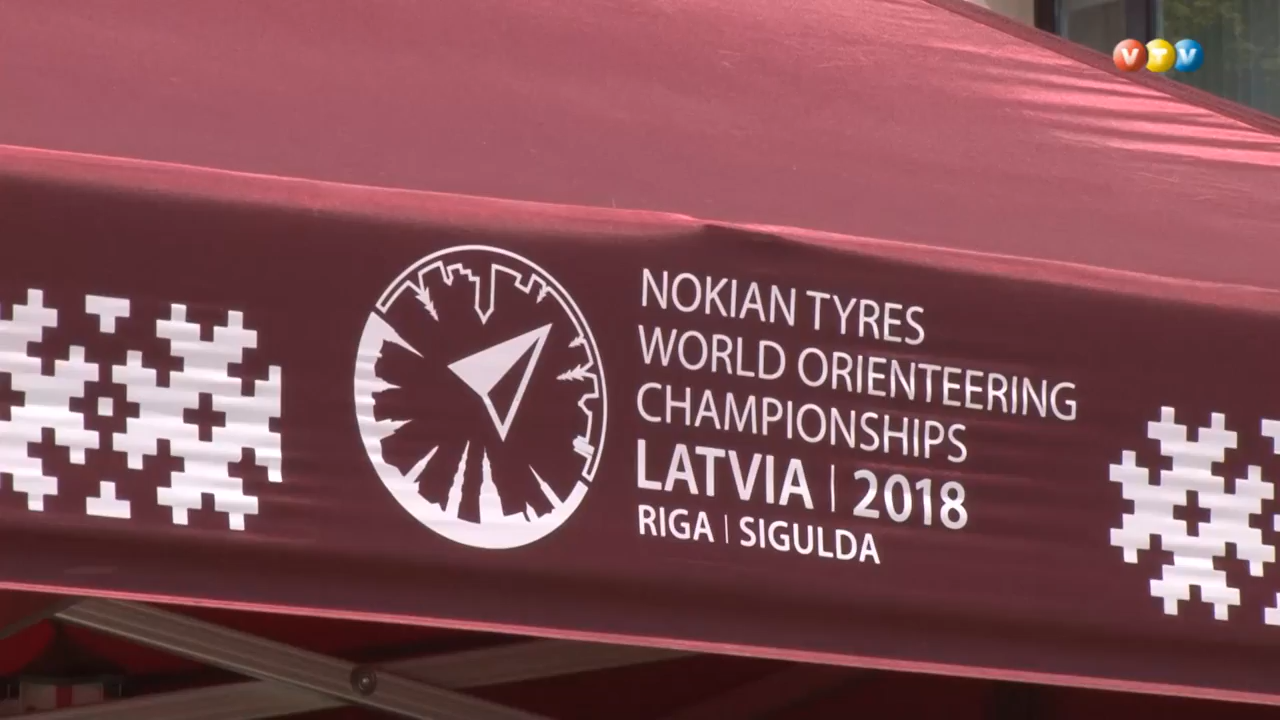 VTV
NOKIAN TYRES
WORLD ORIENTEERING
CHAMPIONSHIPS
LATVIA | 2018
RIGA | SIGULDA